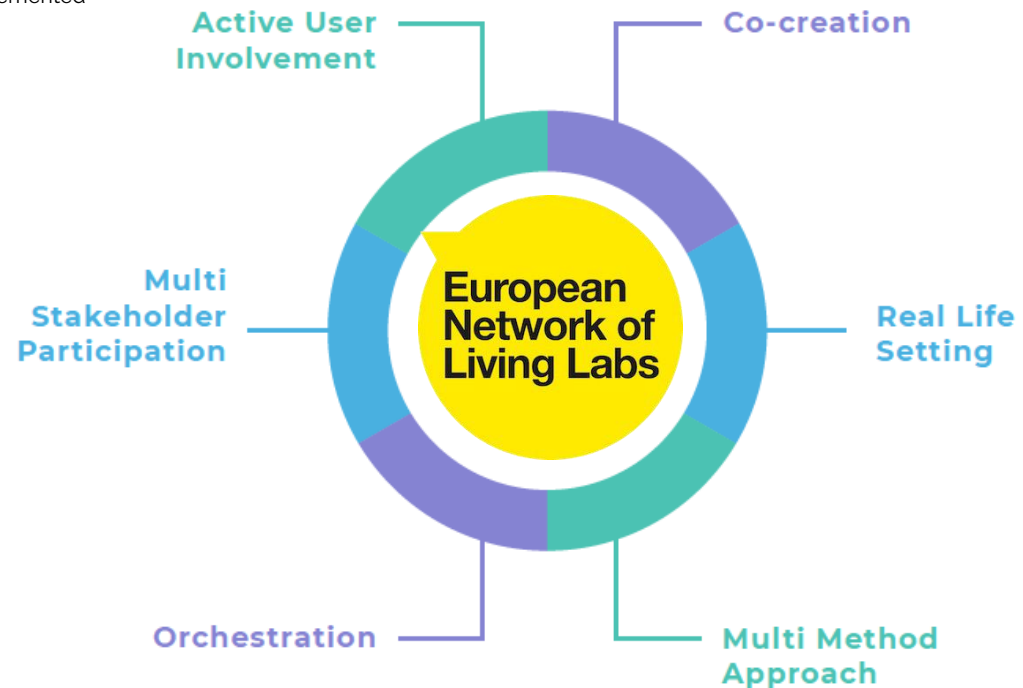 Active User
Involvement
Co-creation
Multi
Stakeholder
Participation
European
Network of
Living Labs
Real Life
Setting
Orchestration
Multi Method
Approach